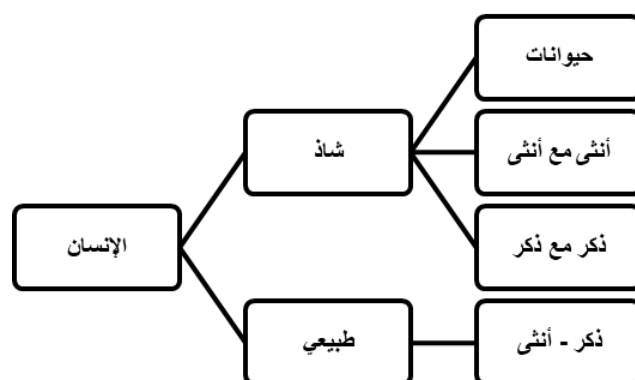 حيوانات
شاذ
أنثى مع أنثى
الإنسان
ذكر مع ذكر
طبيعي
ذكر - أنثى